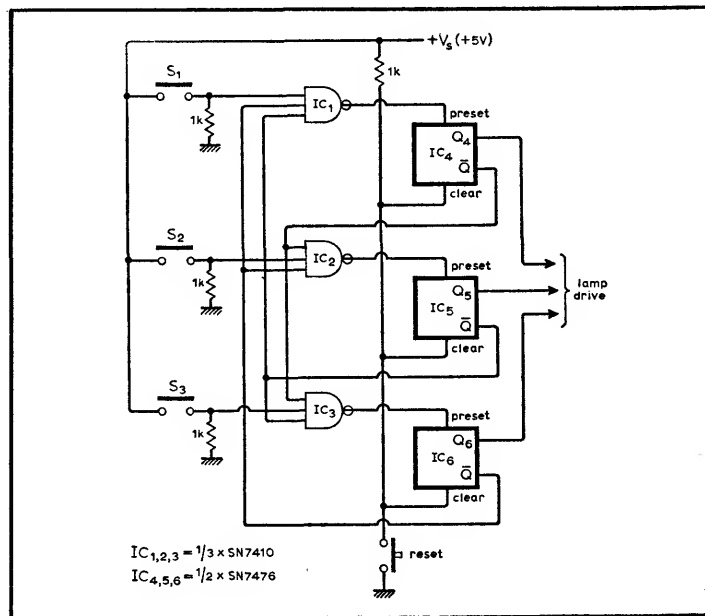 +Vs (+5V)
1k
S1
1k
IC1
preset
Q4
IC4
Q̄
clear
S2
1k
IC2
preset
Q5
IC5
Q̄
clear
lamp
drive
S3
1k
IC3
preset
Q6
IC6
Q̄
clear
reset
IC1,2,3 = 1/3 × SN7410
IC4,5,6 = 1/2 × SN7476